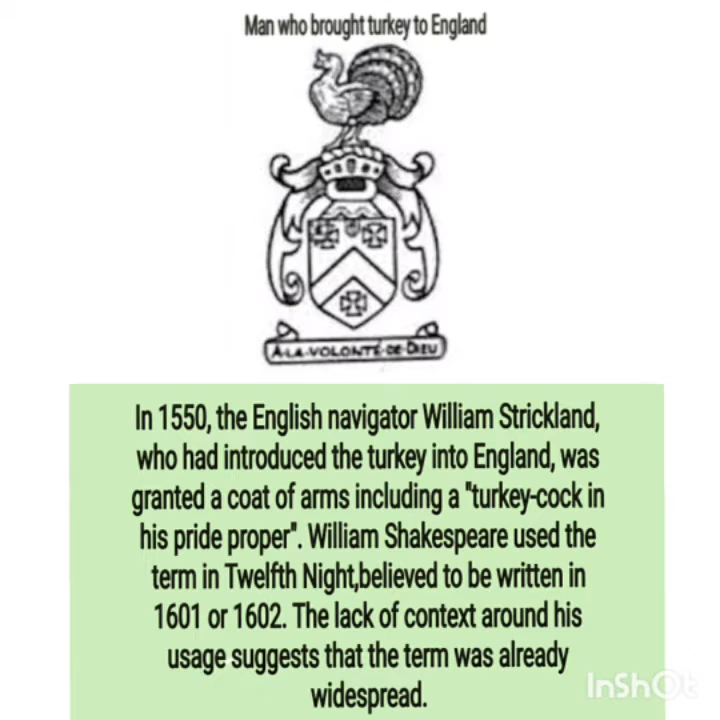 Man who brought turkey to England
A·LA·VOLONTÉ·DE·DIEU
In 1550, the English navigator William Strickland,
who had introduced the turkey into England, was
granted a coat of arms including a "turkey-cock in
his pride proper". William Shakespeare used the
term in Twelfth Night,believed to be written in
1601 or 1602. The lack of context around his
usage suggests that the term was already
widespread.
InShOt